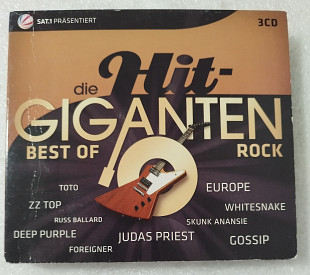 SAT.1 PRÄSENTIERT
3CD
die Hit-
GIGANTEN
BEST OF ROCK
TOTO
EUROPE
ZZ TOP
WHITESNAKE
RUSS BALLARD
SKUNK ANANSIE
DEEP PURPLE
JUDAS PRIEST
GOSSIP
FOREIGNER